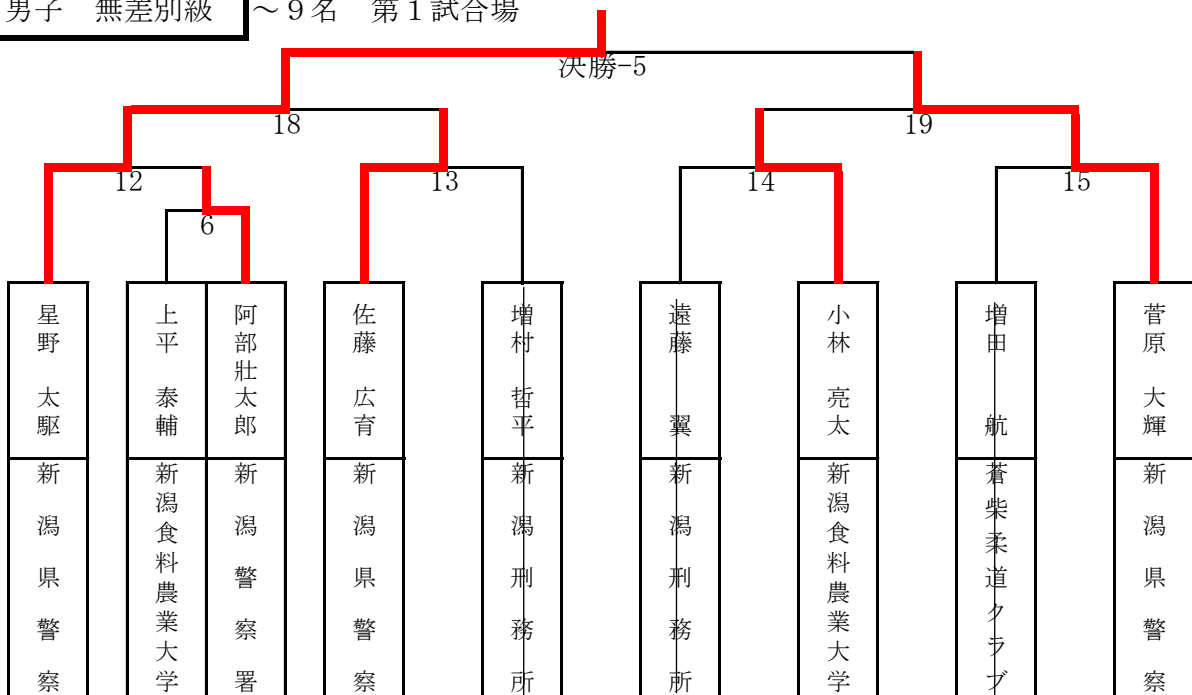 男子　無差別級　～９名　第１試合場
決勝-5
18
19
12
13
14
15
6
星野　太駆
上平　泰輔
阿部壯太郎
佐藤　広育
増村　哲平
遠藤　翼
小林　亮太
増田　航
菅原　大輝
新潟県警察
新潟食料農業大学
新潟警察署
新潟県警察
新潟刑務所
新潟刑務所
新潟食料農業大学
蒼柴柔道クラブ
新潟県警察